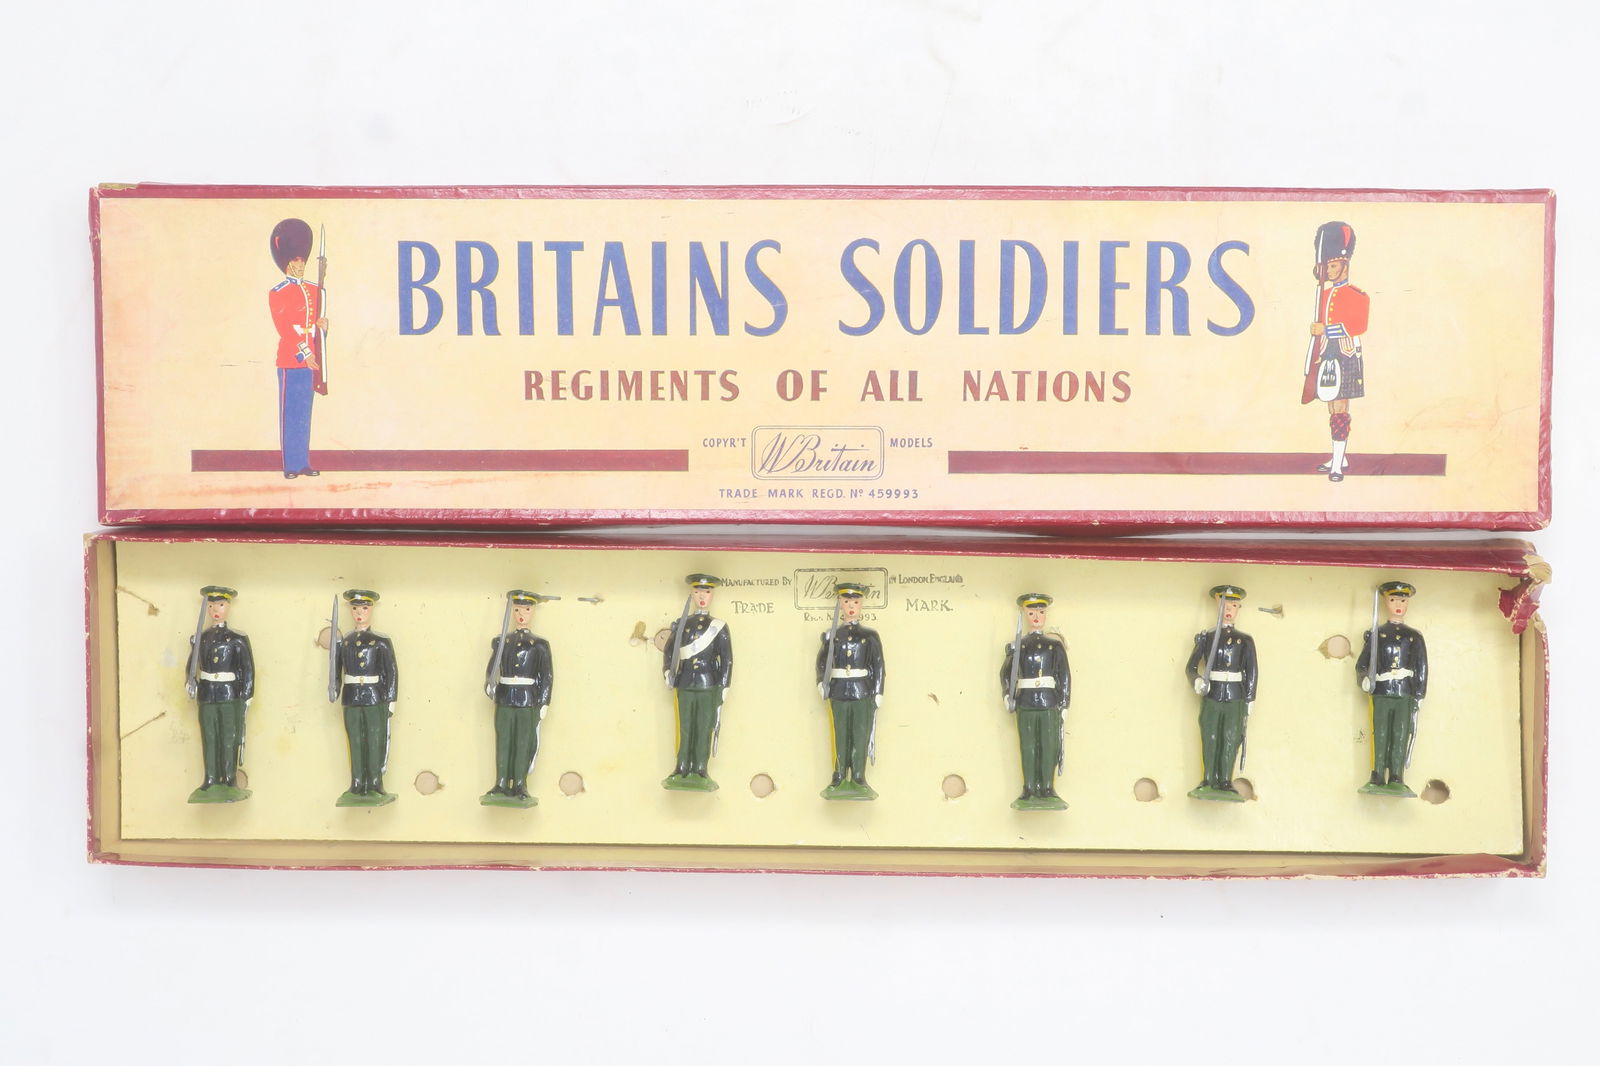 BRITAINS SOLDIERS
REGIMENTS OF ALL NATIONS
COPYR'T W Britain MODELS
TRADE MARK REGD. Nº 459993
MANUFACTURED BY IN LONDON ENGLAND
TRADE MARK.